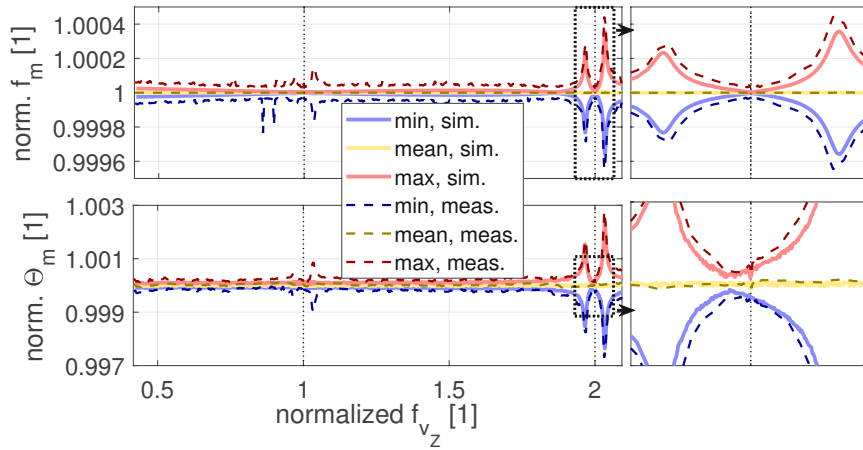 norm. f_m [1]
1.0004
1.0002
1
0.9998
0.9996
min, sim.
mean, sim.
max, sim.
min, meas.
mean, meas.
max, meas.
norm. Θ_m [1]
1.003
1.001
0.999
0.997
0.5
1
1.5
2
normalized f_{v_Z} [1]